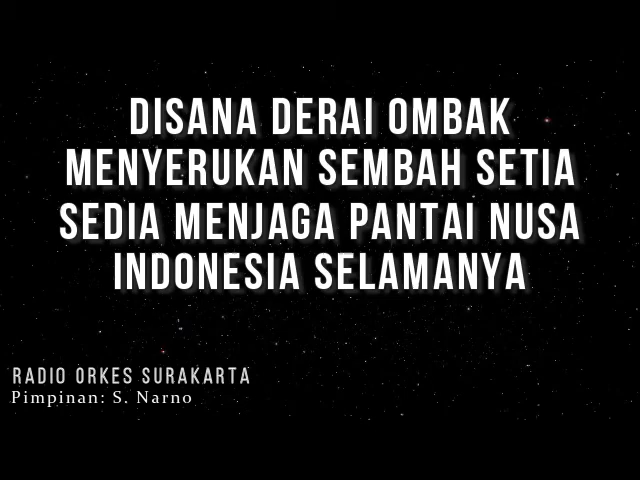 DISANA DERAI OMBAK
MENYERUKAN SEMBAH SETIA
SEDIA MENJAGA PANTAI NUSA
INDONESIA SELAMANYA
RADIO ORKES SURAKARTA
Pimpinan: S. Narno